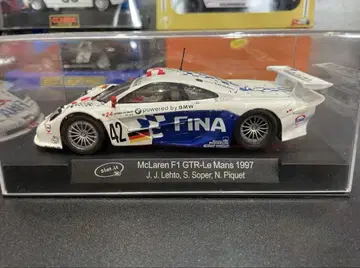 powered by BMW
42
FINA
slot.it
McLaren F1 GTR-Le Mans 1997
J. J. Lehto, S. Soper, N. Piquet